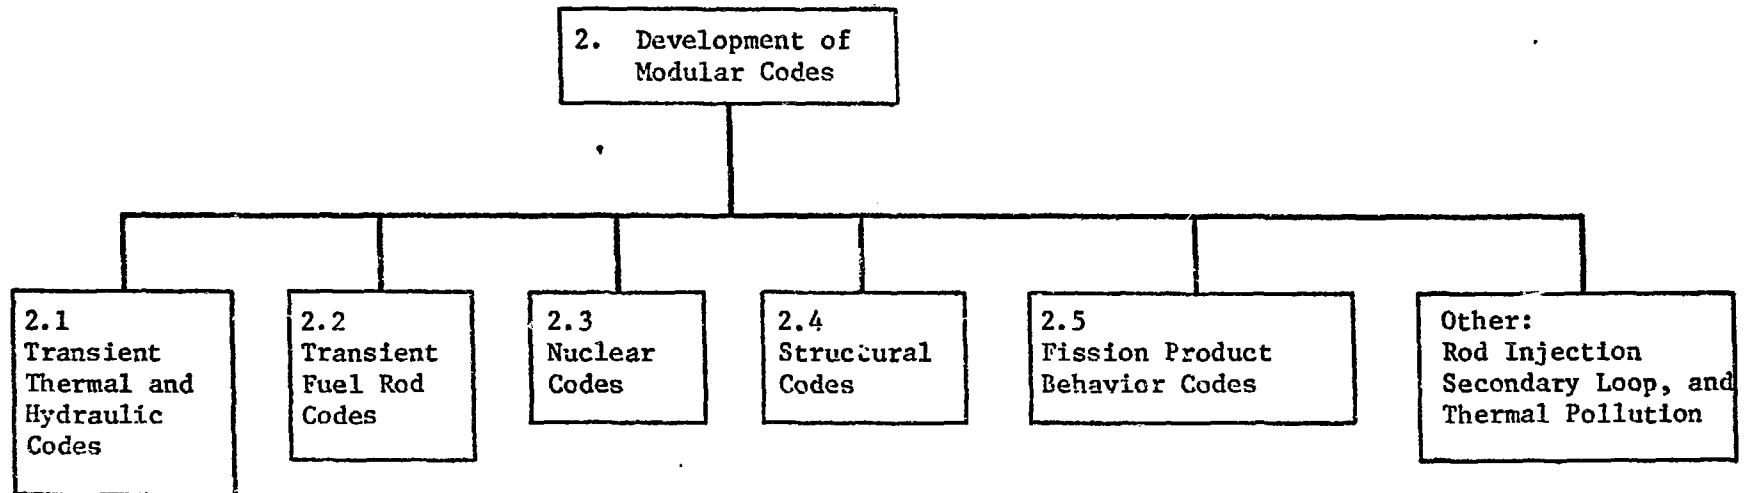 2. Development of
Modular Codes
2.1
Transient
Thermal and
Hydraulic
Codes
2.2
Transient
Fuel Rod
Codes
2.3
Nuclear
Codes
2.4
Structural
Codes
2.5
Fission Product
Behavior Codes
Other:
Rod Injection
Secondary Loop, and
Thermal Pollution